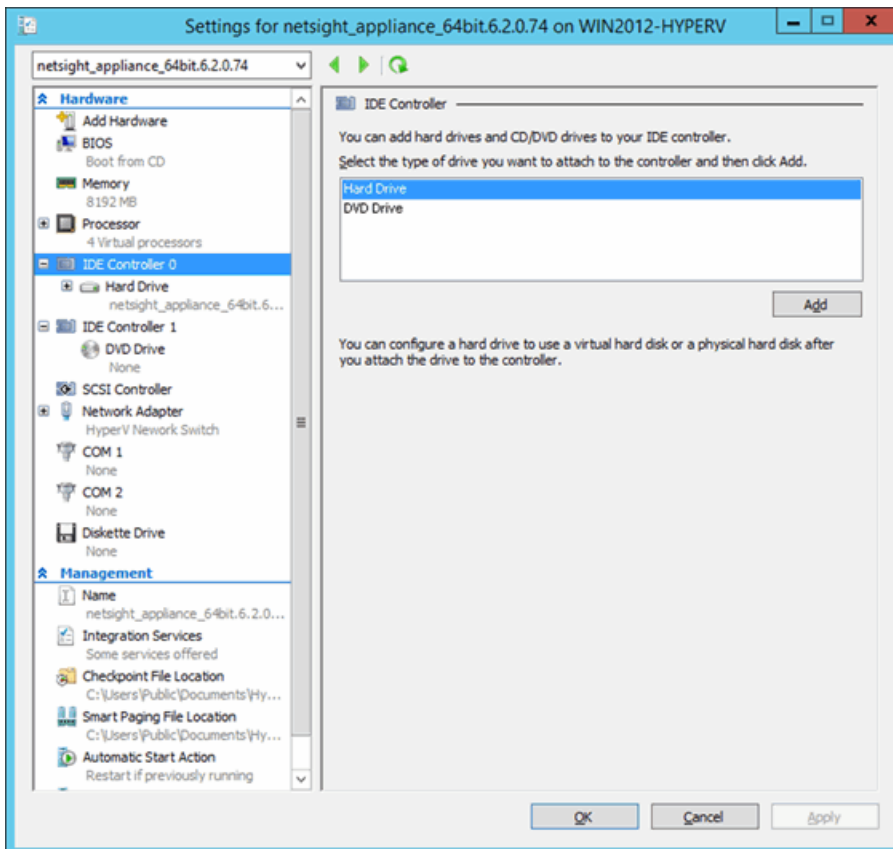 Settings for netsight_appliance_64bit.6.2.0.74 on WIN2012-HYPERV
netsight_appliance_64bit.6.2.0.74
Hardware
Add Hardware
BIOS
Boot from CD
Memory
8192 MB
Processor
4 Virtual processors
IDE Controller 0
Hard Drive
netsight_appliance_64bit.6...
IDE Controller 1
DVD Drive
None
SCSI Controller
Network Adapter
HyperV Nework Switch
COM 1
None
COM 2
None
Diskette Drive
None
Management
Name
netsight_appliance_64bit.6.2.0...
Integration Services
Some services offered
Checkpoint File Location
C:\Users\Public\Documents\Hy...
Smart Paging File Location
C:\Users\Public\Documents\Hy...
Automatic Start Action
Restart if previously running
IDE Controller
You can add hard drives and CD/DVD drives to your IDE controller.
Select the type of drive you want to attach to the controller and then click Add.
Hard Drive
DVD Drive
Add
You can configure a hard drive to use a virtual hard disk or a physical hard disk after
you attach the drive to the controller.
OK
Cancel
Apply